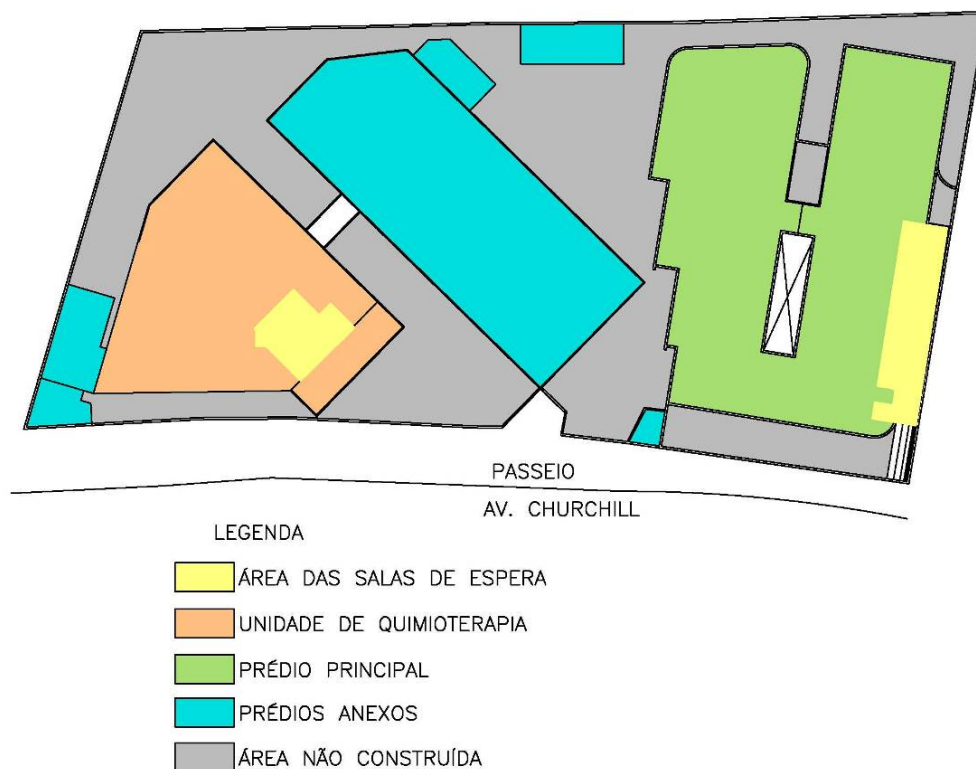 PASSEIO
AV. CHURCHILL
LEGENDA
ÁREA DAS SALAS DE ESPERA
UNIDADE DE QUIMIOTERAPIA
PRÉDIO PRINCIPAL
PRÉDIOS ANEXOS
ÁREA NÃO CONSTRUÍDA